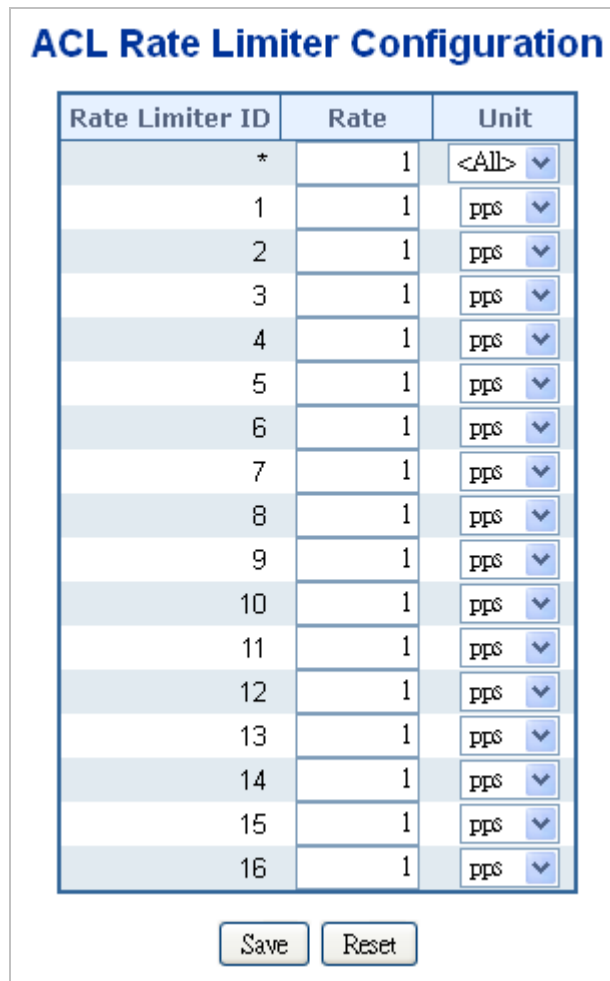 ACL Rate Limiter Configuration
Rate Limiter ID Rate Unit
* 1 <All>
1 1 pps
2 1 pps
3 1 pps
4 1 pps
5 1 pps
6 1 pps
7 1 pps
8 1 pps
9 1 pps
10 1 pps
11 1 pps
12 1 pps
13 1 pps
14 1 pps
15 1 pps
16 1 pps
Save Reset